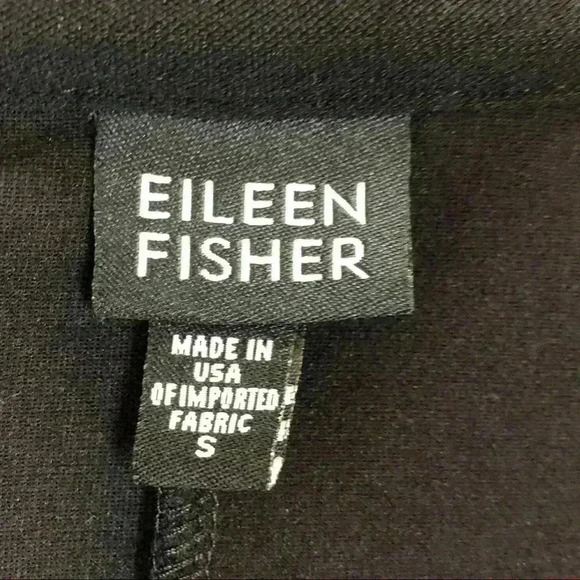 EILEEN
FISHER
MADE IN
USA
OF IMPORTED
FABRIC
S